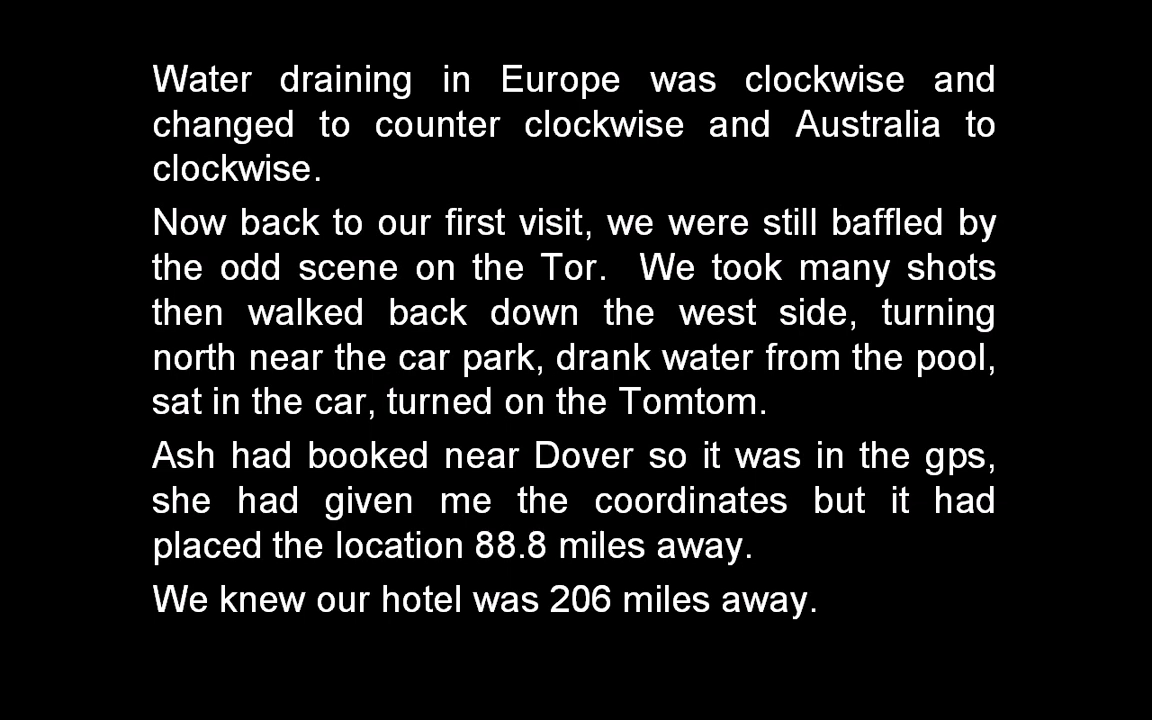 Water draining in Europe was clockwise and
changed to counter clockwise and Australia to
clockwise.
Now back to our first visit, we were still baffled by
the odd scene on the Tor. We took many shots
then walked back down the west side, turning
north near the car park, drank water from the pool,
sat in the car, turned on the Tomtom.
Ash had booked near Dover so it was in the gps,
she had given me the coordinates but it had
placed the location 88.8 miles away.
We knew our hotel was 206 miles away.